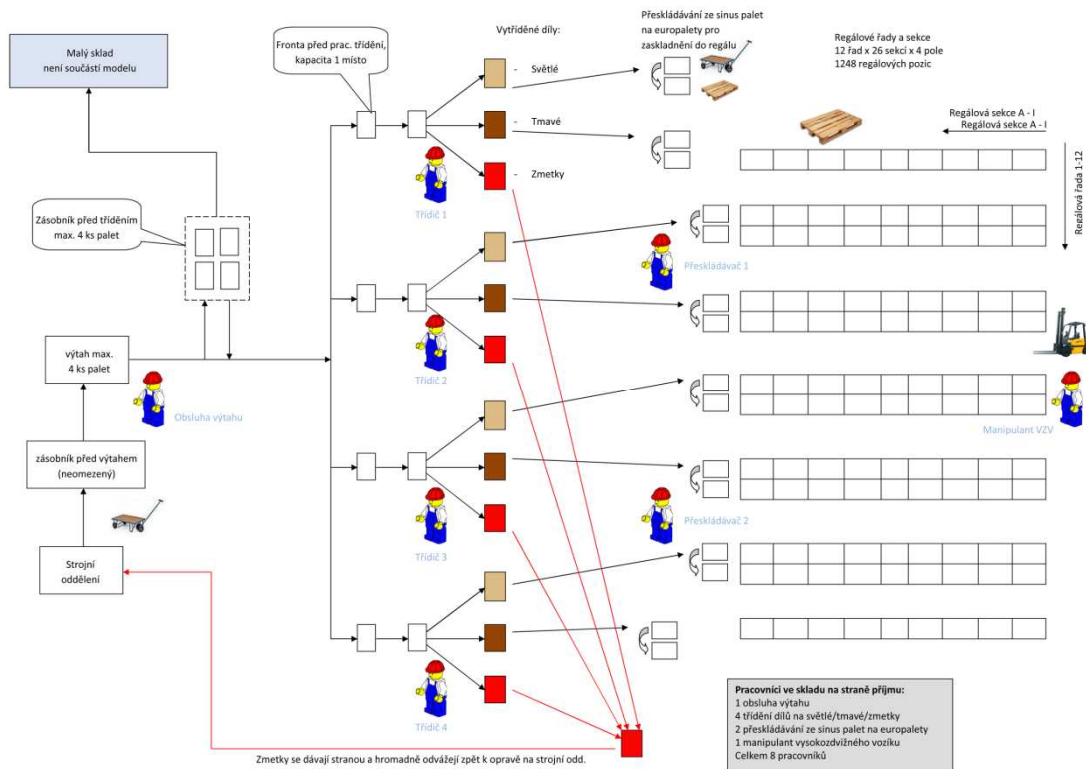 Malý sklad
není součástí modelu
Fronta před prac. třídění,
kapacita 1 místo
Vytříděné díly:
Přeskládávání ze sinus palet
na europalety pro
zaskladnění do regálu
Regálové řady a sekce
12 řad x 26 sekcí x 4 pole
1248 regálových pozic
- Světlé
- Tmavé
- Zmetky
Regálová sekce A - I
Regálová sekce A - I
Regálová řada 1-12
Třídič 1
Zásobník před tříděním
max. 4 ks palet
Přeskládávač 1
výtah max.
4 ks palet
Třídič 2
Obsluha výtahu
Manipulant VZV
zásobník před výtahem
(neomezený)
Přeskládávač 2
Třídič 3
Strojní
oddělení
Třídič 4
Pracovníci ve skladu na straně příjmu:
1 obsluha výtahu
4 třídění dílů na světlé/tmavé/zmetky
2 přeskládávání ze sinus palet na europalety
1 manipulant vysokozdvižného vozíku
Celkem 8 pracovníků
Zmetky se dávají stranou a hromadně odvážejí zpět k opravě na strojní odd.